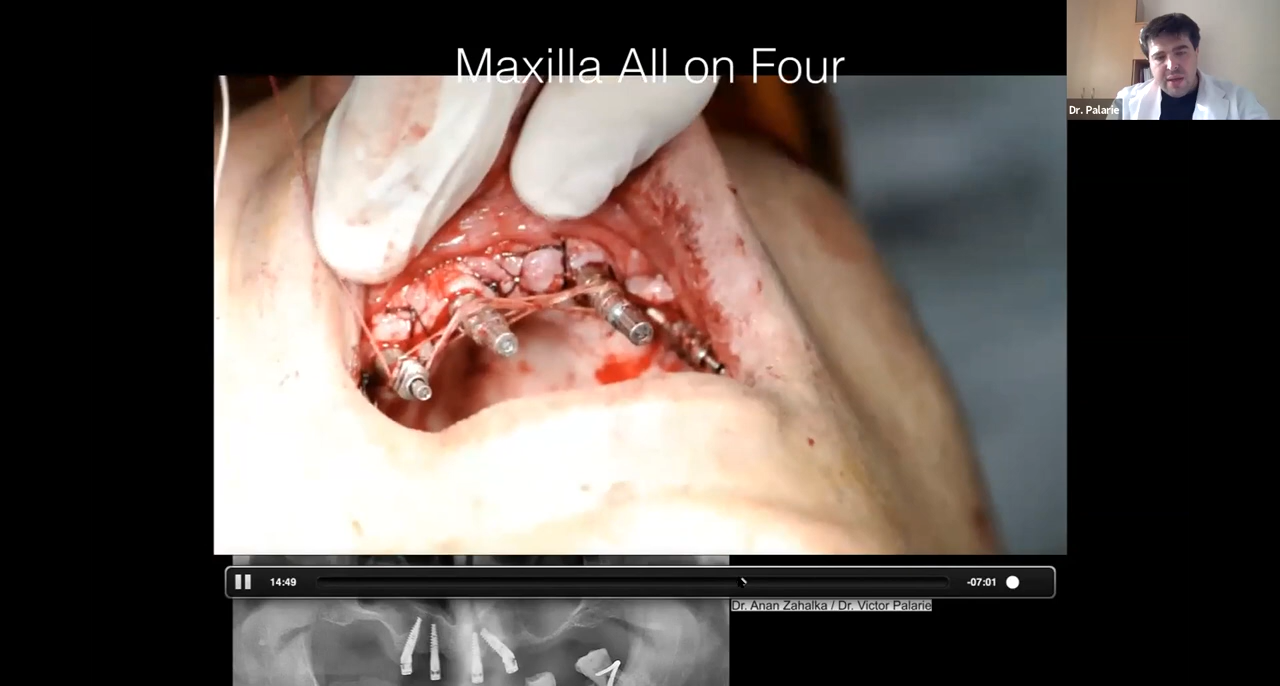 Maxilla All on Four
Dr. Palarie
14:49
-07:01
Dr. Anan Zahalka / Dr. Victor Palarie